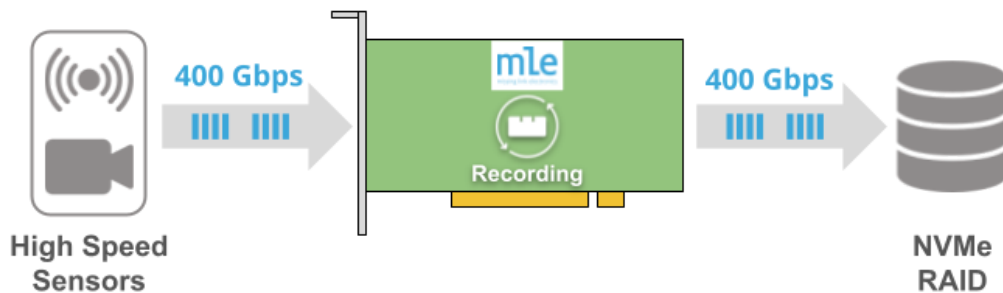 400 Gbps
mle
Recording
400 Gbps
High Speed
Sensors
NVMe
RAID